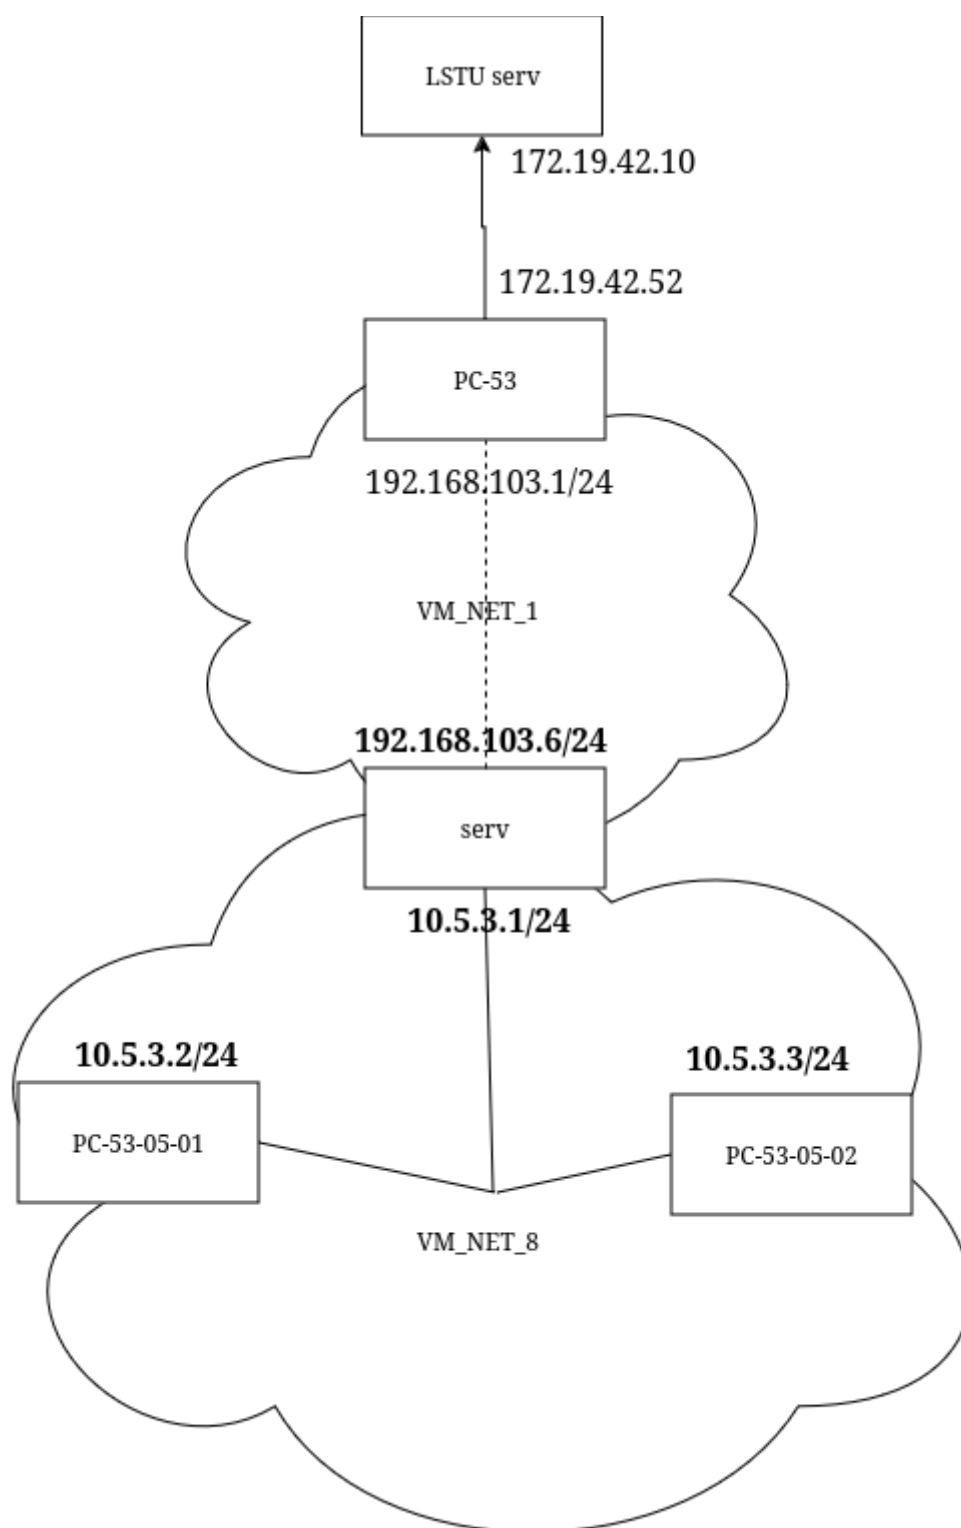 LSTU serv
172.19.42.10
172.19.42.52
PC-53
192.168.103.1/24
VM_NET_1
192.168.103.6/24
serv
10.5.3.1/24
10.5.3.2/24
10.5.3.3/24
PC-53-05-01
PC-53-05-02
VM_NET_8